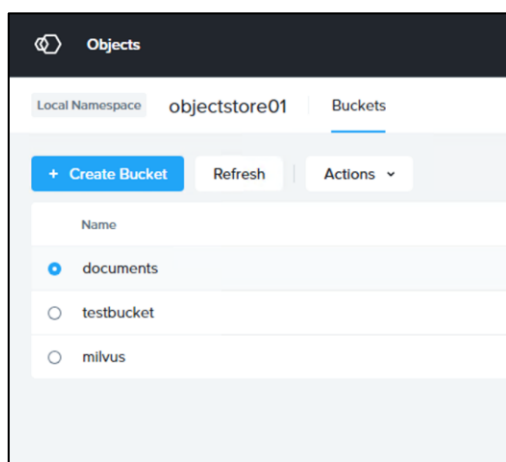 Objects
Local Namespace objectstore01 Buckets
+ Create Bucket Refresh Actions
Name
documents
testbucket
milvus